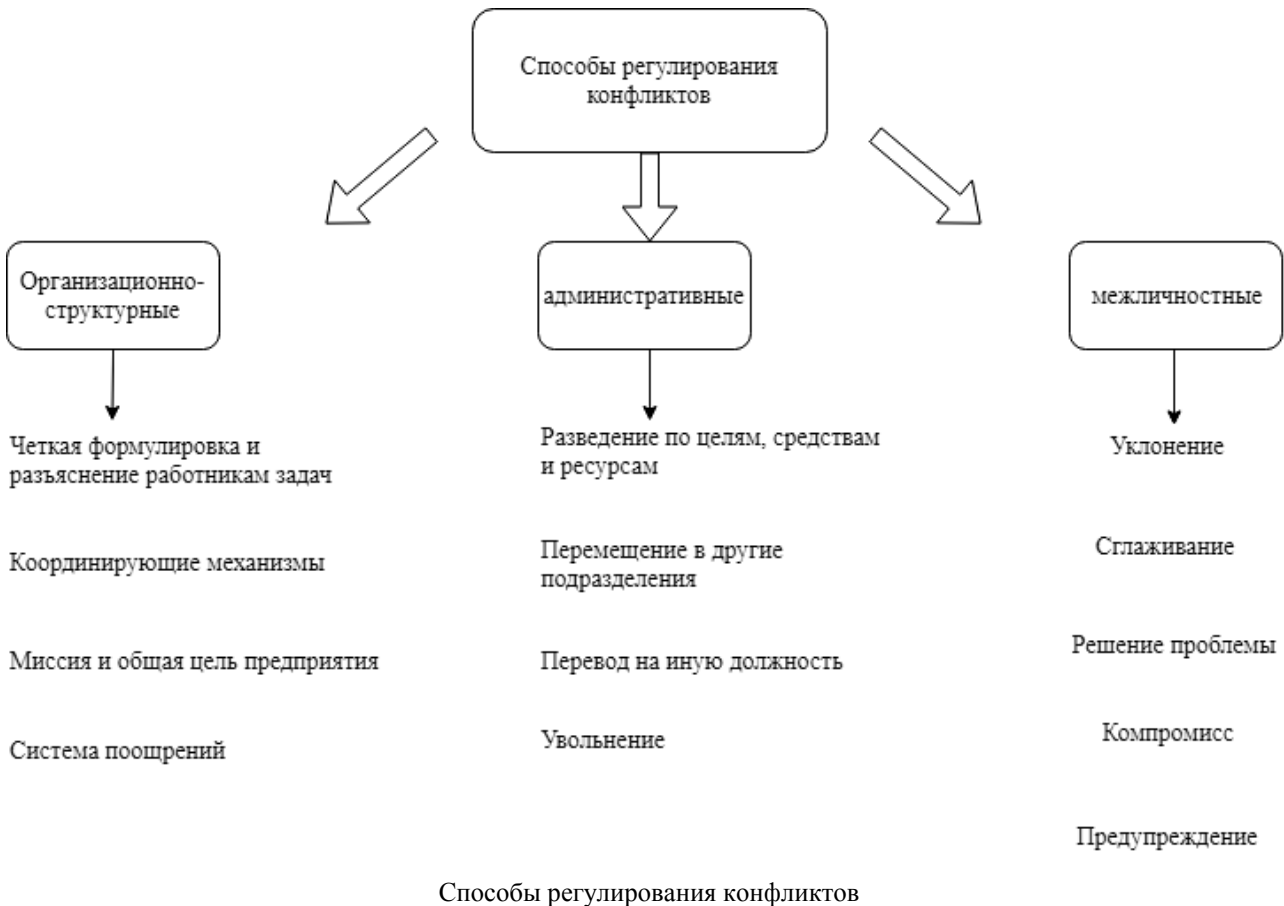 Способы регулирования
конфликтов
Организационно-
структурные
административные
межличностные
Четкая формулировка и
разъяснение работникам задач
Координирующие механизмы
Миссия и общая цель предприятия
Система поощрений
Разведение по целям, средствам
и ресурсам
Перемещение в другие
подразделения
Перевод на иную должность
Увольнение
Уклонение
Сглаживание
Решение проблемы
Компромисс
Предупреждение
Способы регулирования конфликтов